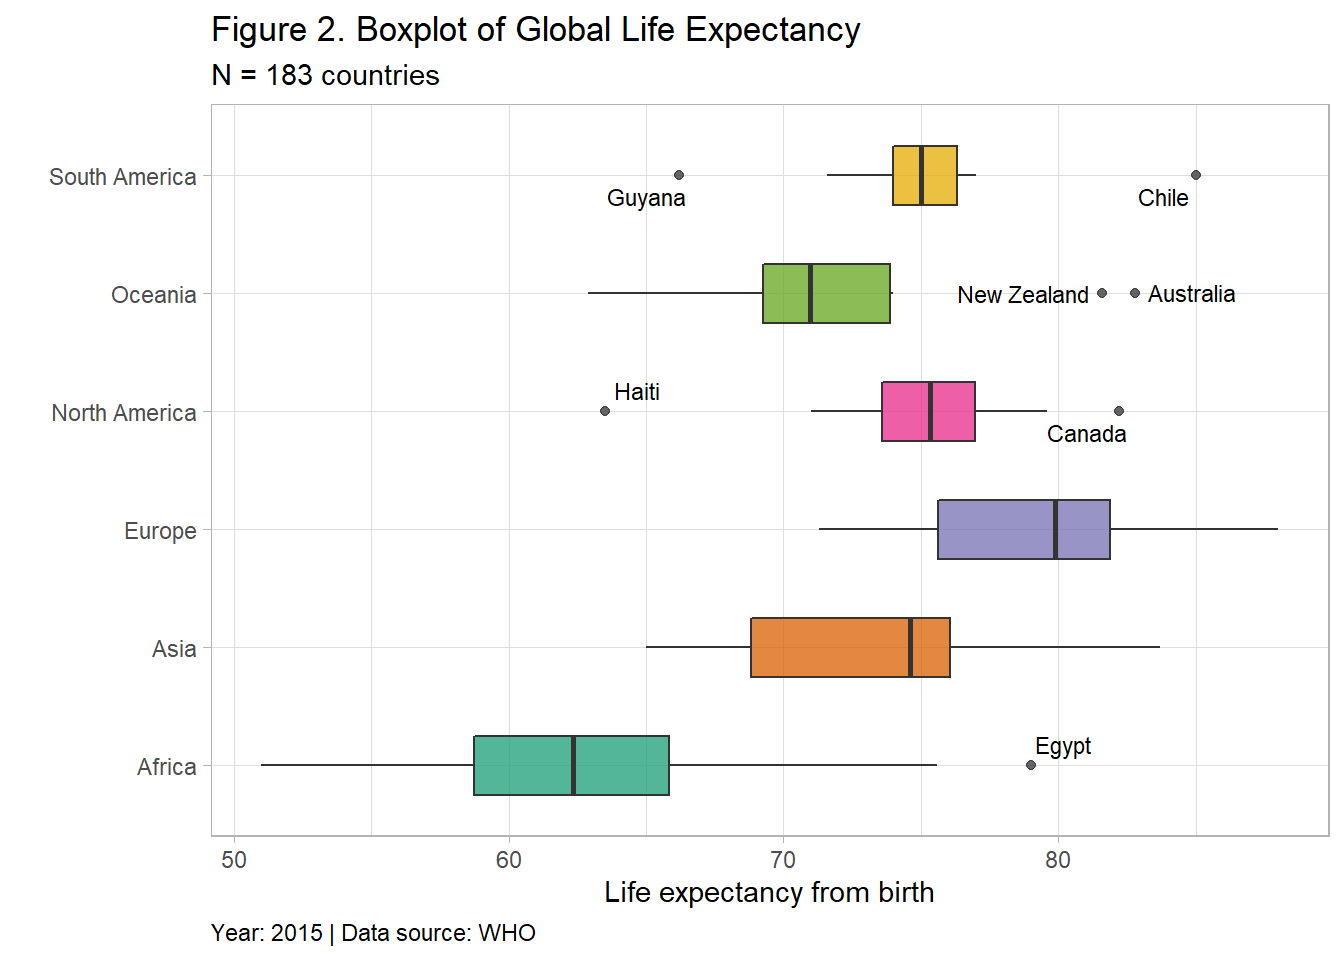 Figure 2. Boxplot of Global Life Expectancy
N = 183 countries
South America
Guyana
Chile
Oceania
New Zealand
Australia
Haiti
North America
Canada
Europe
Asia
Egypt
Africa
50 60 70 80
Life expectancy from birth
Year: 2015 | Data source: WHO